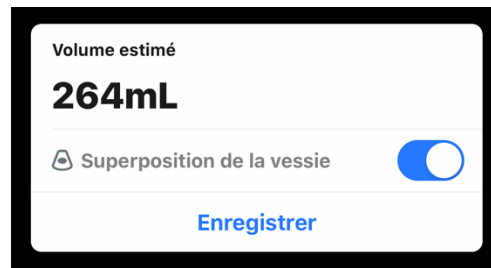 Volume estimé
264mL
Superposition de la vessie
Enregistrer